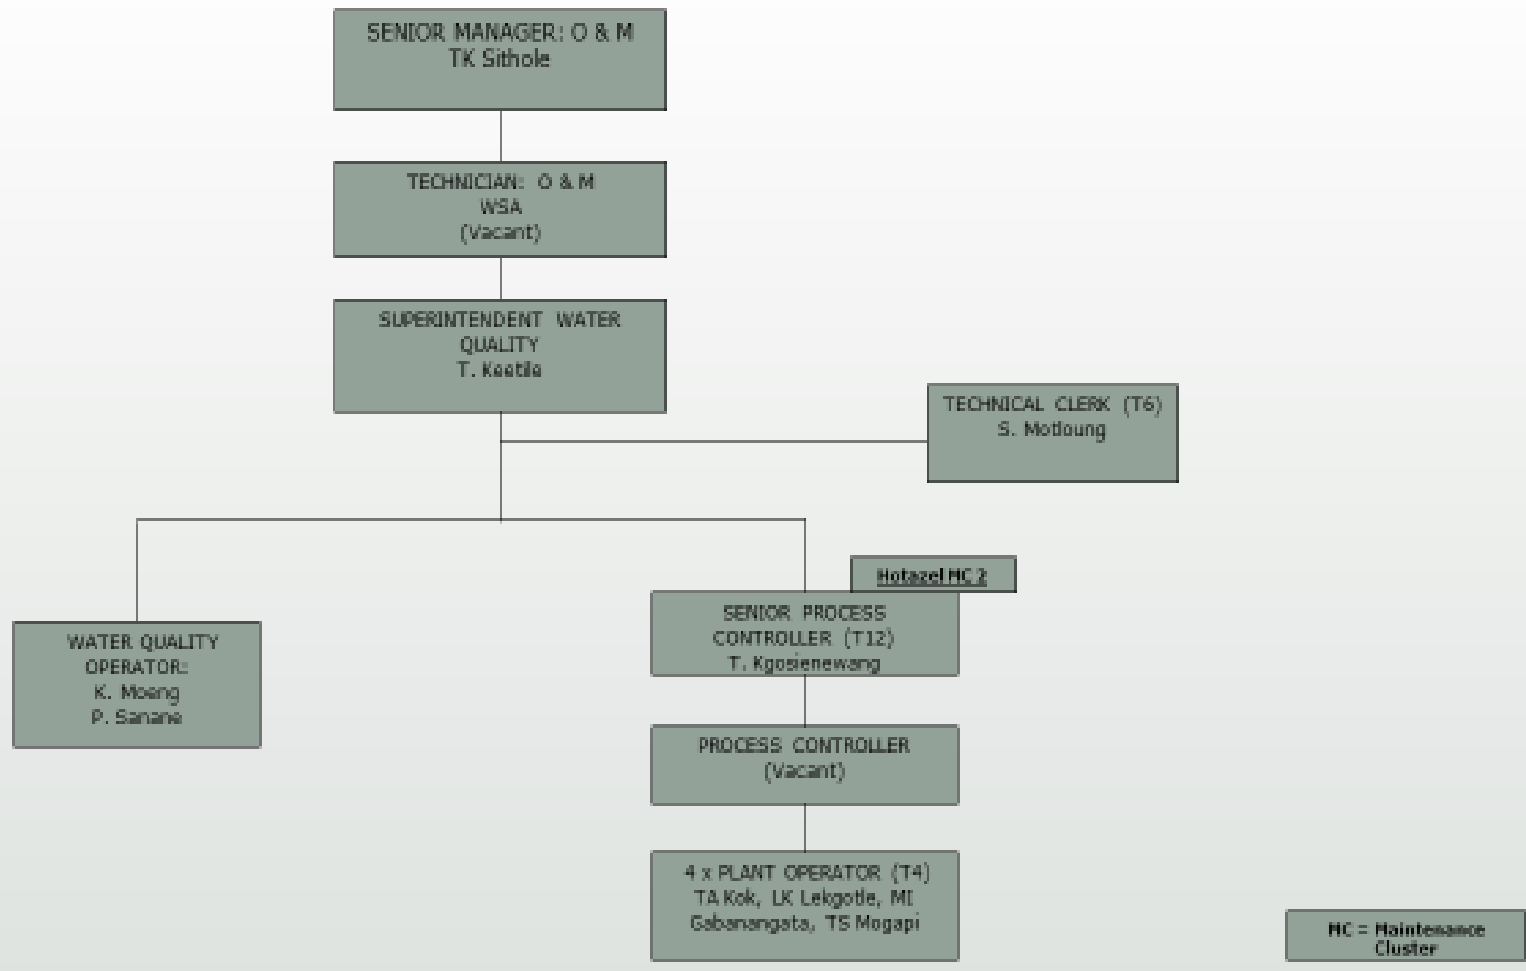 SENIOR MANAGER: O & M
TK Sithole
TECHNICIAN: O & M
WSA
(Vacant)
SUPERINTENDENT WATER
QUALITY
T. Keetile
TECHNICAL CLERK (T6)
S. Motloung
Hotazel MC 2
SENIOR PROCESS
CONTROLLER (T12)
T. Kgosienewang
WATER QUALITY
OPERATOR:
K. Moeng
P. Sanane
PROCESS CONTROLLER
(Vacant)
4 x PLANT OPERATOR (T4)
TA Kok, LK Lekgotle, MI
Gabanangata, TS Mogapi
MC = Maintenance
Cluster